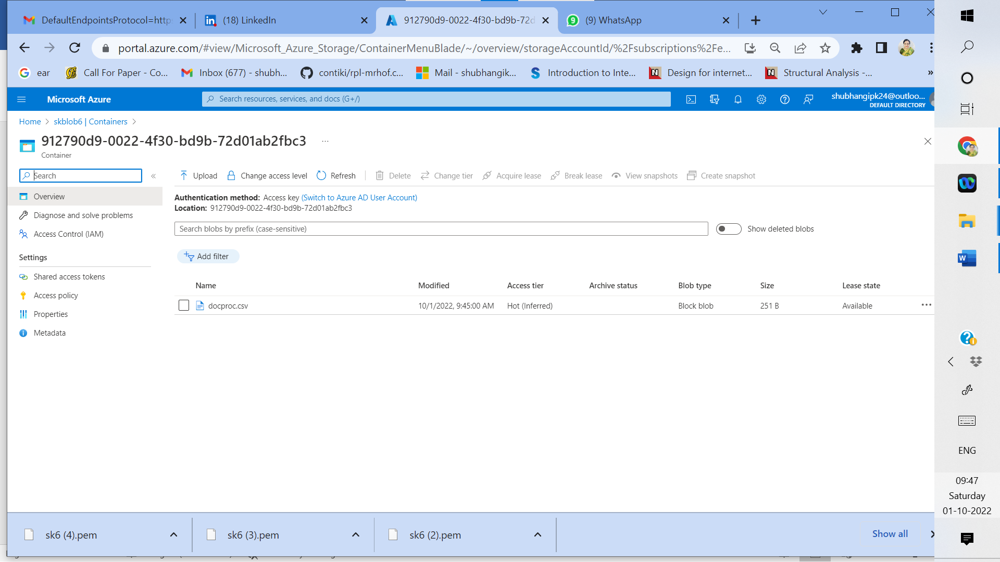 DefaultEndpointsProtocol=http
(18) LinkedIn
912790d9-0022-4f30-bd9b-72d
9
(9) WhatsApp
portal.azure.com/#view/Microsoft_Azure_Storage/ContainerMenuBlade/~/overview/storageAccountId/%2Fsubscriptions%2Fe...
ear
Call For Paper - Co...
Inbox (677) - shubh...
contiki/rpl-mrhof.c...
Mail - shubhangik...
Introduction to Inte...
Design for internet...
Structural Analysis -...
»
Microsoft Azure
Search resources, services, and docs (G+/)
shubhangipk24@outloo...
DEFAULT DIRECTORY
Home > skblob6 | Containers >
912790d9-0022-4f30-bd9b-72d01ab2fbc3 ...
Container
Search
«
Upload
Change access level
Refresh
Delete
Change tier
Acquire lease
Break lease
View snapshots
Create snapshot
Overview
Diagnose and solve problems
Access Control (IAM)
Settings
Shared access tokens
Access policy
Properties
Metadata
Authentication method: Access key (Switch to Azure AD User Account)
Location: 912790d9-0022-4f30-bd9b-72d01ab2fbc3
Search blobs by prefix (case-sensitive)
Show deleted blobs
Add filter
Name Modified Access tier Archive status Blob type Size Lease state
docproc.csv 10/1/2022, 9:45:00 AM Hot (Inferred) Block blob 251 B Available ...
sk6 (4).pem
sk6 (3).pem
sk6 (2).pem
Show all
W
ENG
09:47
Saturday
01-10-2022